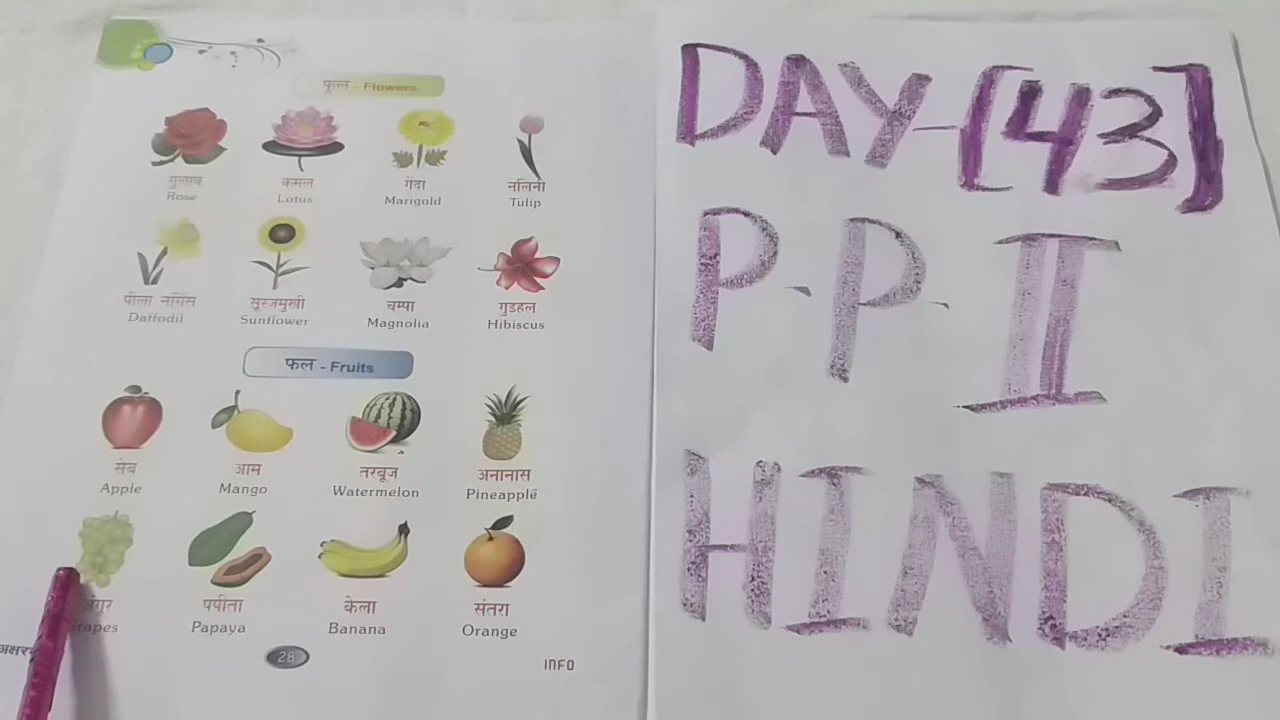 फूल - Flowers
गुलाब कमल गेंदा नलिनी
Rose Lotus Marigold Tulip
पीला नर्गिस सूरजमुखी चम्पा गुडहल
Daffodil Sunflower Magnolia Hibiscus
फल - Fruits
सेब आम तरबूज अनानास
Apple Mango Watermelon Pineapple
अंगूर पपीता केला संतरा
Papaya Banana Orange
28
INFO
DAY-[43]
P.P.II
HINDI